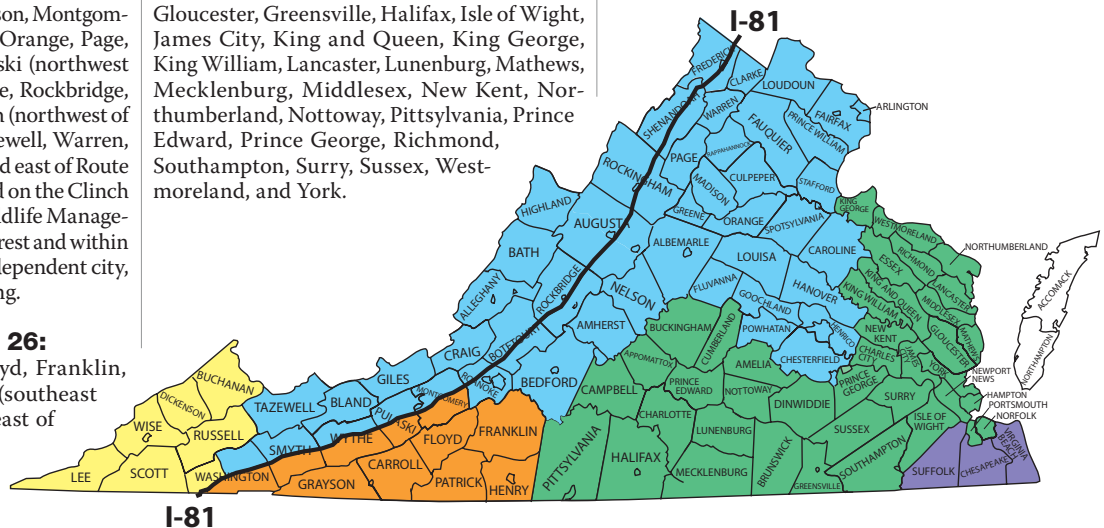 son, Montgom-
Orange, Page,
ski (northwest
e, Rockbridge,
n (northwest of
ewell, Warren,
d east of Route
d on the Clinch
ldlife Manage-
rest and within
dependent city,
ng.
26:
yd, Franklin,
(southeast
east of
Gloucester, Greensville, Halifax, Isle of Wight,
James City, King and Queen, King George,
King William, Lancaster, Lunenburg, Mathews,
Mecklenburg, Middlesex, New Kent, Nor-
thumberland, Nottoway, Pittsylvania, Prince
Edward, Prince George, Richmond,
Southampton, Surry, Sussex, West-
moreland, and York.
I-81
FREDERICK
CLARKE
LOUDOUN
SHENANDOAH
WARREN
FAUQUIER
PRINCE WILLIAM
FAIRFAX
ARLINGTON
PAGE
RAPPAHANNOCK
ROCKINGHAM
MADISON
CULPEPER
STAFFORD
HIGHLAND
AUGUSTA
GREENE
ORANGE
SPOTSYLVANIA
KING
GEORGE
WESTMORELAND
BATH
ALBEMARLE
LOUISA
CAROLINE
NORTHUMBERLAND
RICHMOND
ESSEX
LANCASTER
ACCOMACK
ALLEGHANY
ROCKBRIDGE
NELSON
FLUVANNA
GOOCHLAND
HANOVER
KING AND QUEEN
KING WILLIAM
MIDDLESEX
MATHEWS
GLOUCESTER
NORTHAMPTON
AMHERST
BUCKINGHAM
CUMBERLAND
POWHATAN
HENRICO
NEW
KENT
CHESTERFIELD
CHARLES
CITY
JAMES
CITY
YORK
NEWPORT
NEWS
HAMPTON
PORTSMOUTH
NORFOLK
CRAIG
BOTETOURT
APPOMATTOX
AMELIA
BUCHANAN
GILES
ROANOKE
BEDFORD
CAMPBELL
PRINCE
EDWARD
NOTTOWAY
PRINCE
GEORGE
SURRY
DICKENSON
TAZEWELL
BLAND
MONTGOMERY
PULASKI
CHARLOTTE
DINWIDDIE
ISLE OF
WIGHT
WISE
RUSSELL
SMYTH
WYTHE
FLOYD
FRANKLIN
LUNENBURG
SUSSEX
SOUTHAMPTON
VIRGINIA
BEACH
LEE
SCOTT
WASHINGTON
GRAYSON
CARROLL
PATRICK
HENRY
PITTSYLVANIA
HALIFAX
MECKLENBURG
BRUNSWICK
GREENSVILLE
SUFFOLK
CHESAPEAKE
I-81